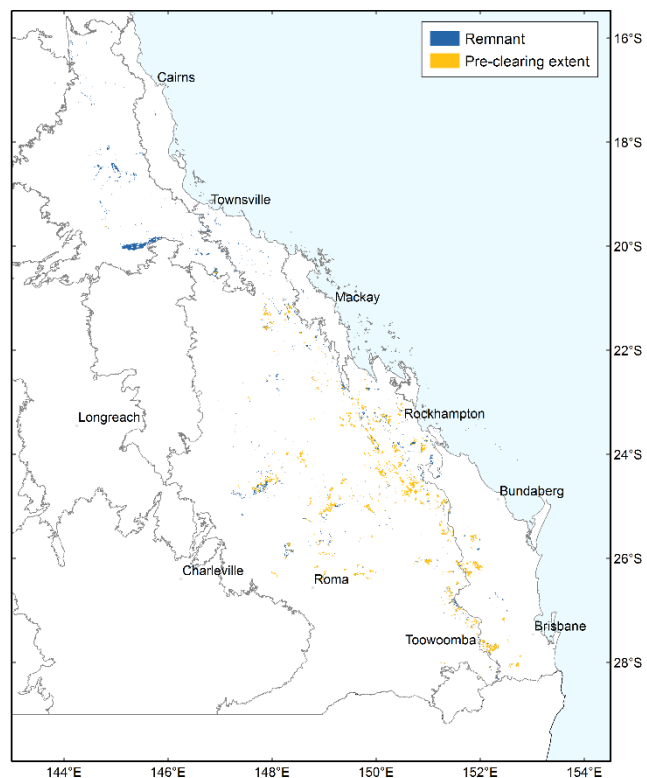 Remnant
Pre-clearing extent
16°S
Cairns
18°S
Townsville
20°S
Mackay
22°S
Longreach
Rockhampton
24°S
Bundaberg
26°S
Charleville
Roma
Brisbane
Toowoomba
28°S
144°E 146°E 148°E 150°E 152°E 154°E